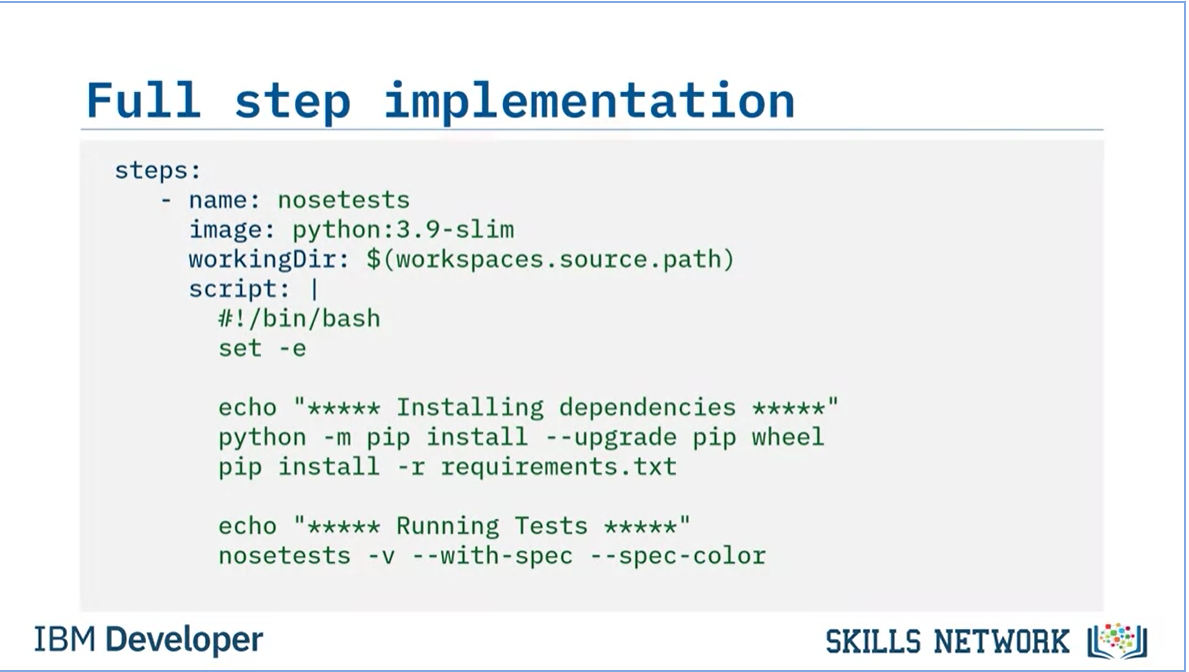 Full step implementation
steps:
- name: nosetests
image: python:3.9-slim
workingDir: $(workspaces.source.path)
script: |
#!/bin/bash
set -e
echo "***** Installing dependencies *****"
python -m pip install --upgrade pip wheel
pip install -r requirements.txt
echo "***** Running Tests *****"
nosetests -v --with-spec --spec-color
IBM Developer
SKILLS NETWORK